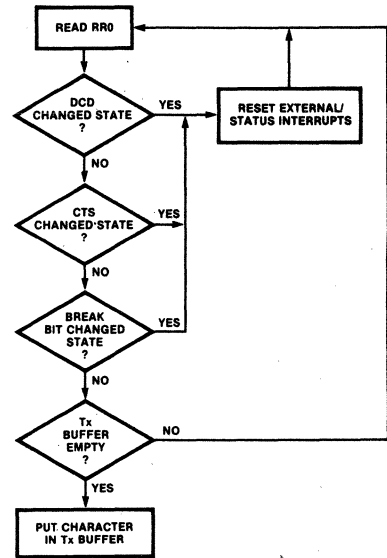 READ RR0
DCD
CHANGED STATE
?
YES
RESET EXTERNAL/
STATUS INTERRUPTS
NO
CTS
CHANGED STATE
?
YES
NO
BREAK
BIT CHANGED
STATE
?
YES
NO
Tx
BUFFER
EMPTY
?
NO
YES
PUT CHARACTER
IN Tx BUFFER